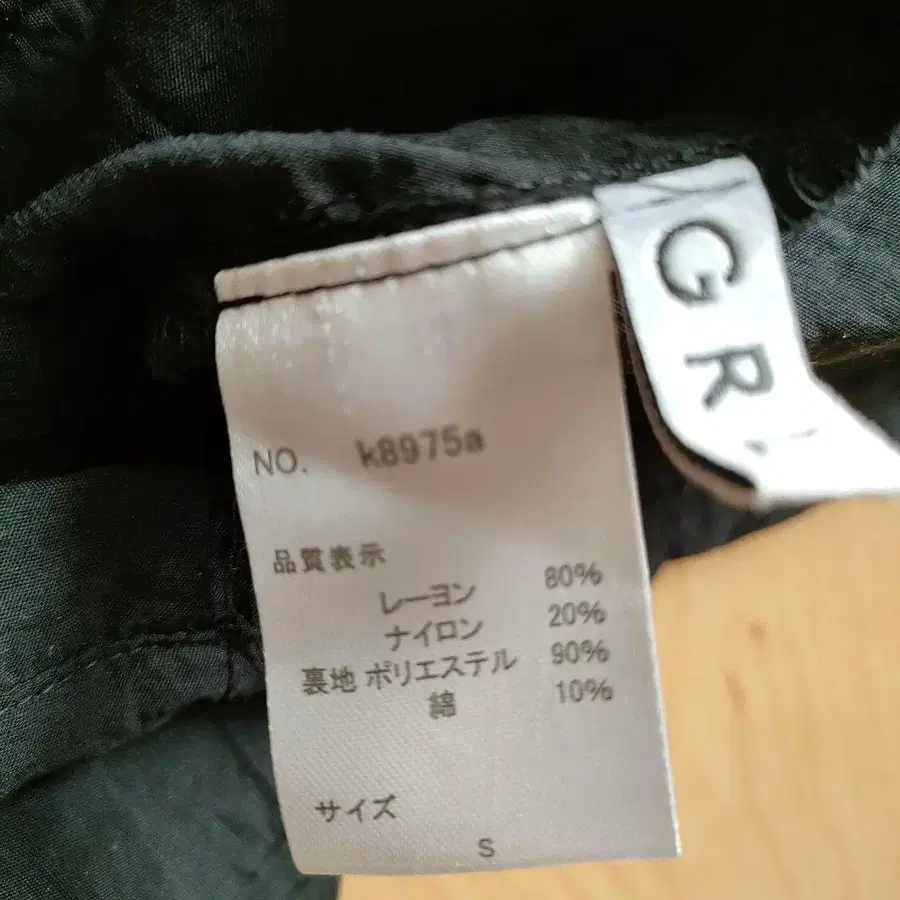 NO. k8975a
品質表示
レーヨン 80%
ナイロン 20%
裏地 ポリエステル 90%
綿 10%
サイズ
S
GR